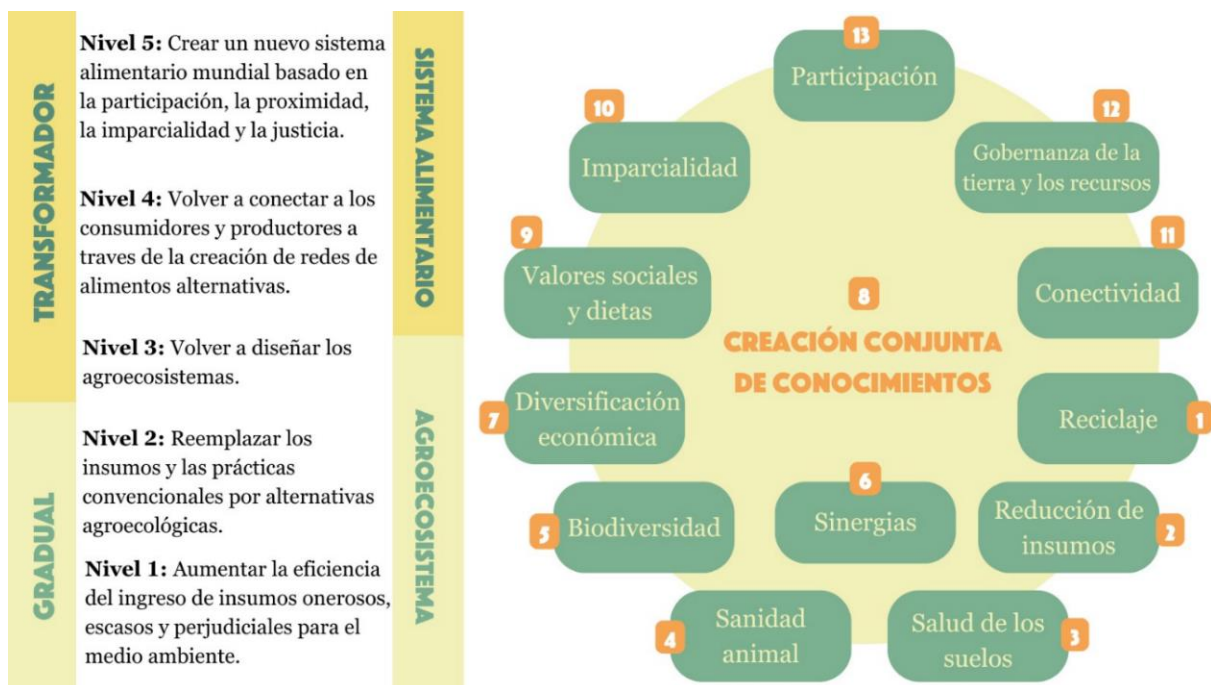 TRANSFORMADOR
GRADUAL
Nivel 5: Crear un nuevo sistema
alimentario mundial basado en
la participación, la proximidad,
la imparcialidad y la justicia.
Nivel 4: Volver a conectar a los
consumidores y productores a
traves de la creación de redes de
alimentos alternativas.
Nivel 3: Volver a diseñar los
agroecosistemas.
Nivel 2: Reemplazar los
insumos y las prácticas
convencionales por alternativas
agroecológicas.
Nivel 1: Aumentar la eficiencia
del ingreso de insumos onerosos,
escasos y perjudiciales para el
medio ambiente.
SISTEMA ALIMENTARIO
AGROECOSISTEMA
13
Participación
10
Imparcialidad
12
Gobernanza de la
tierra y los recursos
9
Valores sociales
y dietas
11
Conectividad
8
CREACIÓN CONJUNTA
DE CONOCIMIENTOS
7
Diversificación
económica
Reciclaje
1
5
Biodiversidad
6
Sinergias
Reducción de
insumos
2
4
Sanidad
animal
Salud de los
suelos
3